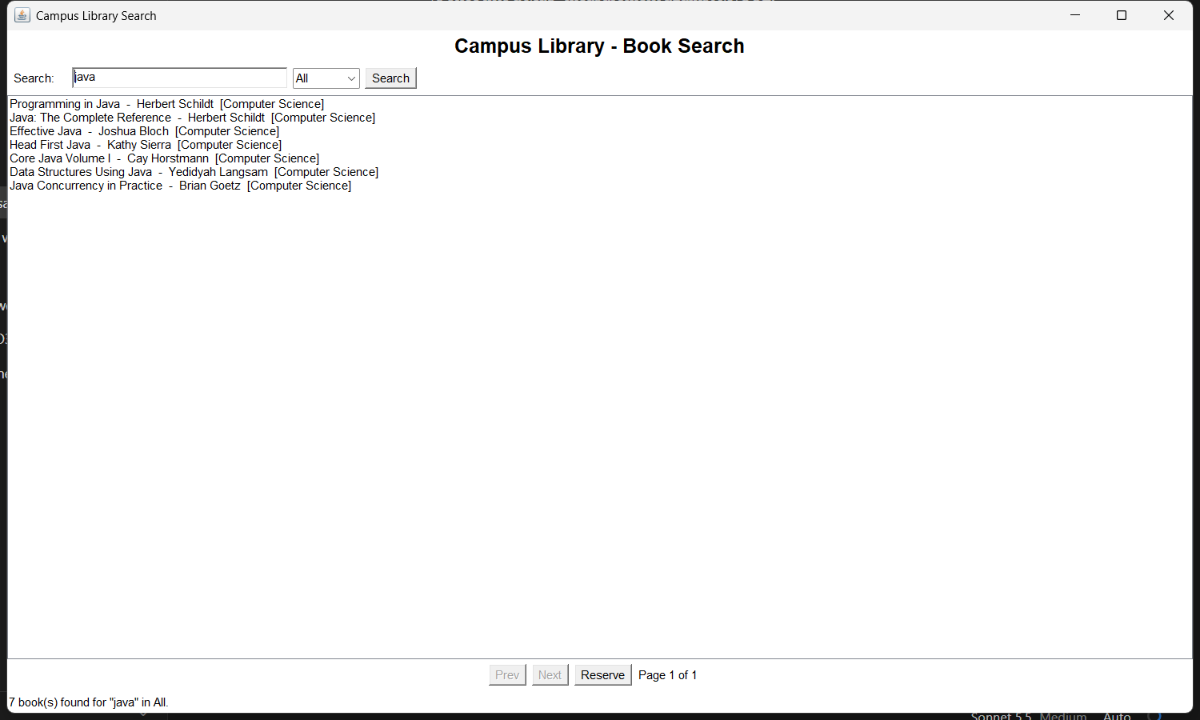 Campus Library Search
Campus Library - Book Search
Search: java All Search
Programming in Java - Herbert Schildt [Computer Science]
Java: The Complete Reference - Herbert Schildt [Computer Science]
Effective Java - Joshua Bloch [Computer Science]
Head First Java - Kathy Sierra [Computer Science]
Core Java Volume I - Cay Horstmann [Computer Science]
Data Structures Using Java - Yedidyah Langsam [Computer Science]
Java Concurrency in Practice - Brian Goetz [Computer Science]
Prev Next Reserve Page 1 of 1
7 book(s) found for "java" in All.
Sonnet 5.5 Medium Auto